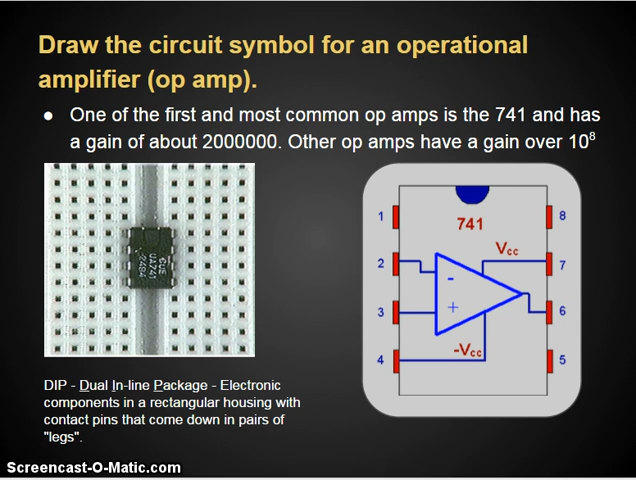 Draw the circuit symbol for an operational
amplifier (op amp).
● One of the first and most common op amps is the 741 and has
a gain of about 2000000. Other op amps have a gain over 10⁸
1
2
3
4
741
Vcc
-
+
-Vcc
8
7
6
5
UA741
DIP - Dual In-line Package - Electronic
components in a rectangular housing with
contact pins that come down in pairs of
"legs".
Screencast-O-Matic.com